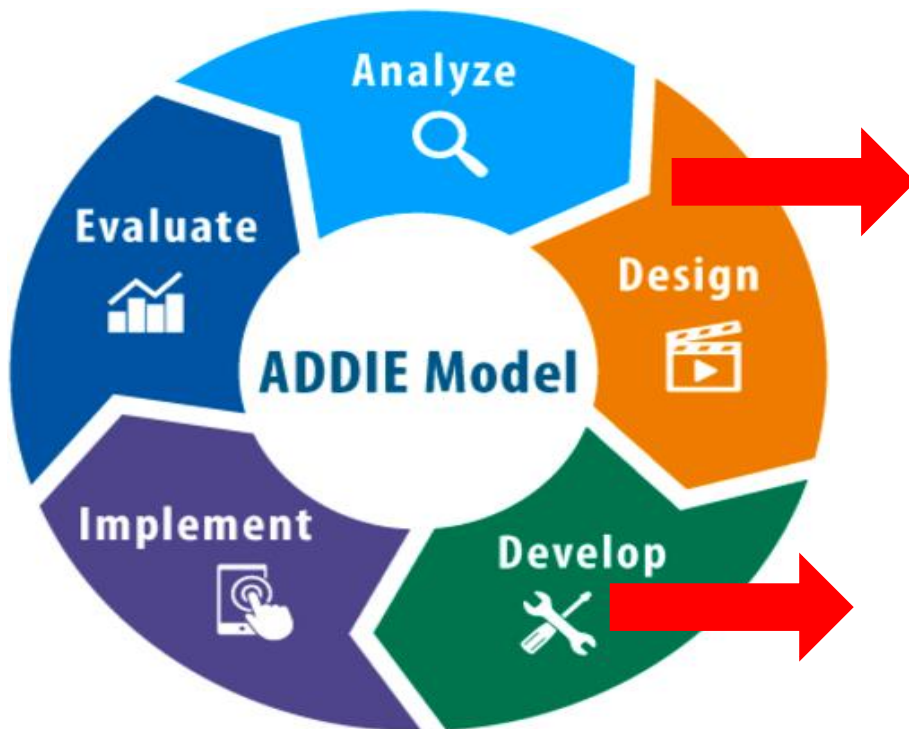 Analyze
Design
Develop
Implement
Evaluate
ADDIE Model